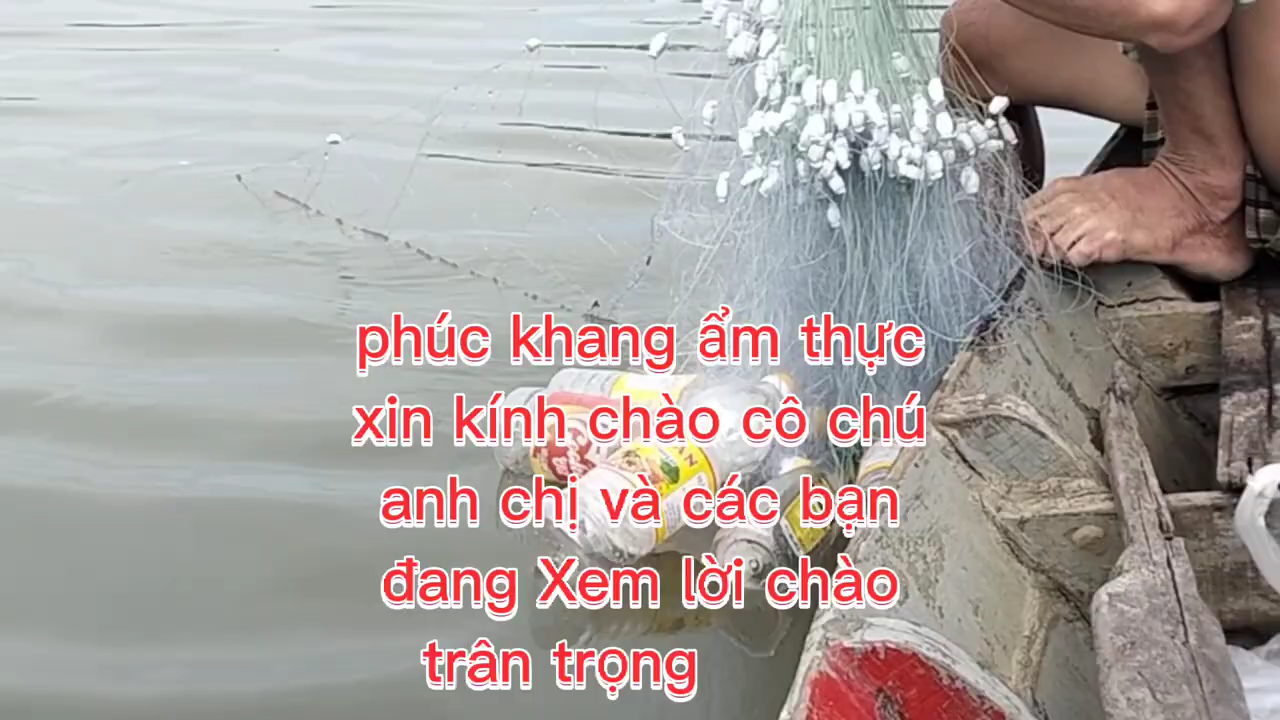 phúc khang ẩm thực
xin kính chào cô chú
anh chị và các bạn
đang Xem lời chào
trân trọng